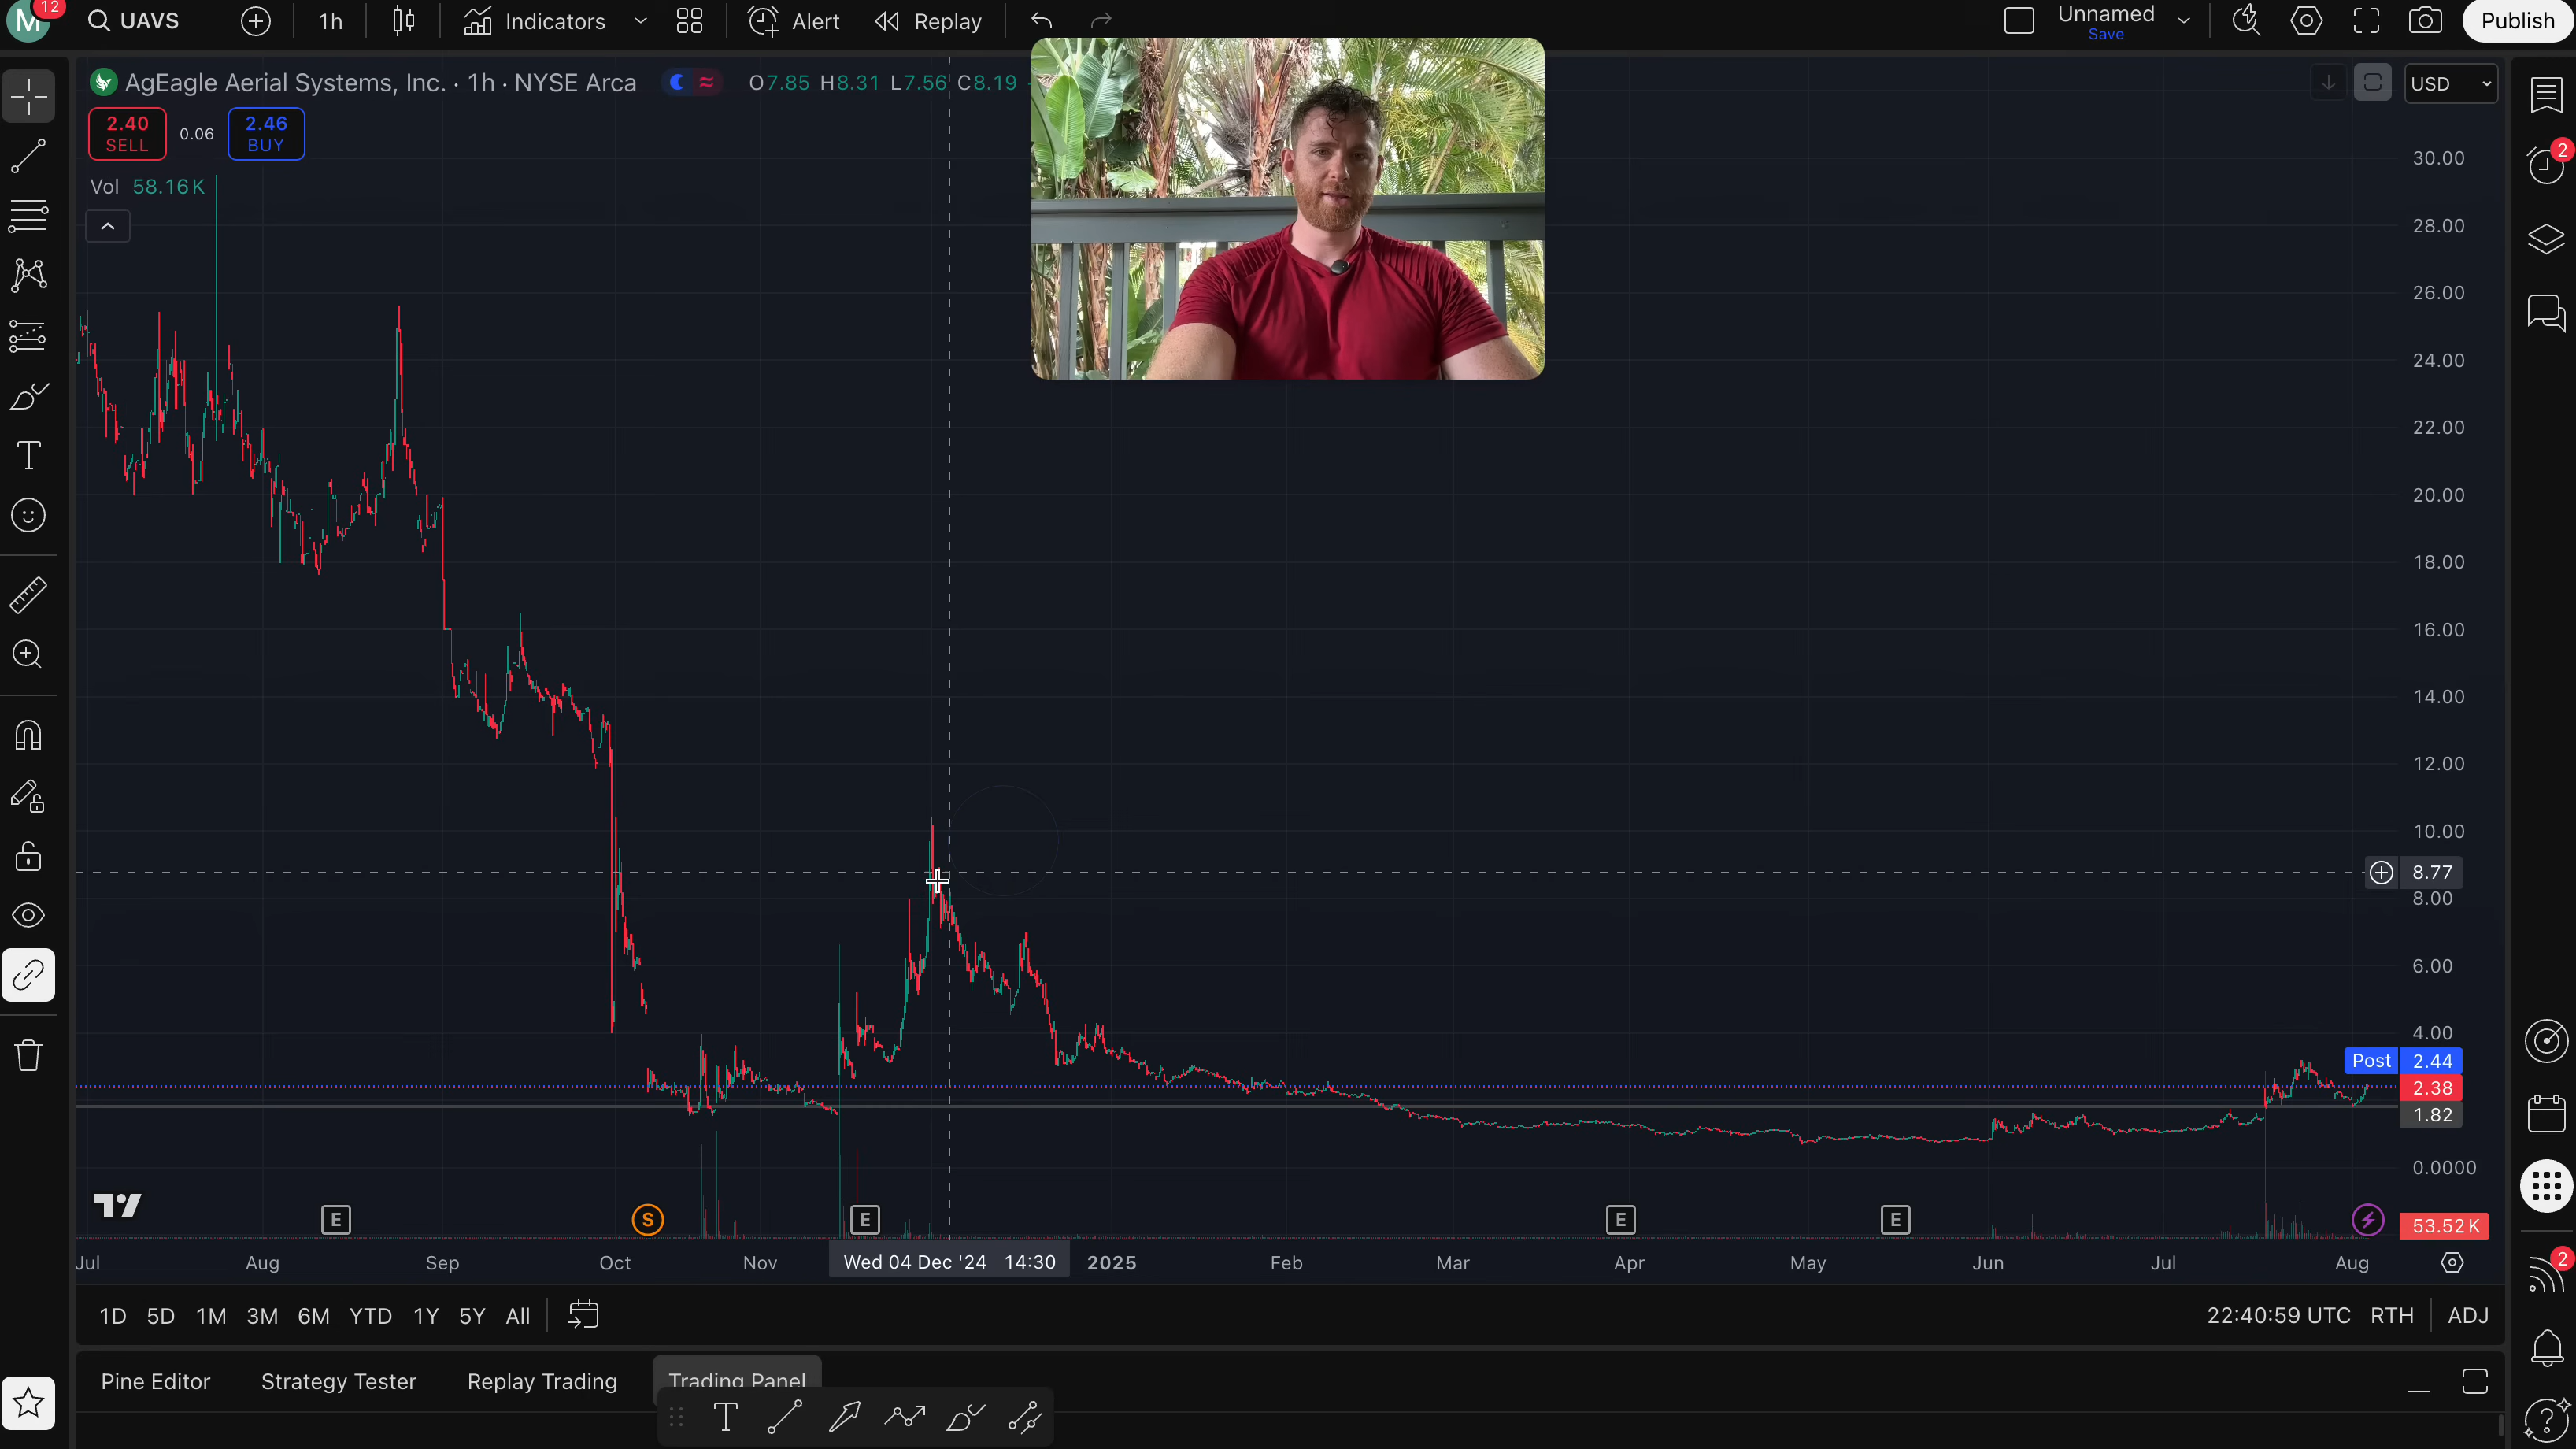 M 12 UAVS 1h Indicators Alert Replay Unnamed Publish
Save
AgEagle Aerial Systems, Inc. · 1h · NYSE Arca O7.85 H8.31 L7.56 C8.19 USD
2.40 0.06 2.46
SELL BUY
Vol 58.16K
30.00
28.00
26.00
24.00
22.00
20.00
18.00
16.00
14.00
12.00
10.00
8.77
8.00
6.00
4.00
Post 2.44
2.38
1.82
0.0000
E S E E E
53.52K
Jul Aug Sep Oct Nov Wed 04 Dec '24 14:30 2025 Feb Mar Apr May Jun Jul Aug
1D 5D 1M 3M 6M YTD 1Y 5Y All 22:40:59 UTC RTH ADJ
Pine Editor Strategy Tester Replay Trading Trading Panel
T
T
2
2